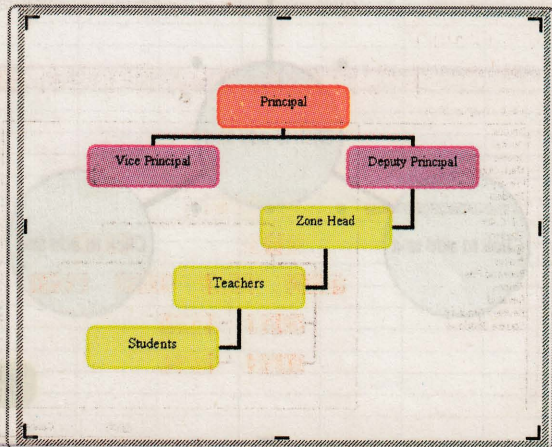 Principal
Vice Principal
Deputy Principal
Zone Head
Teachers
Students